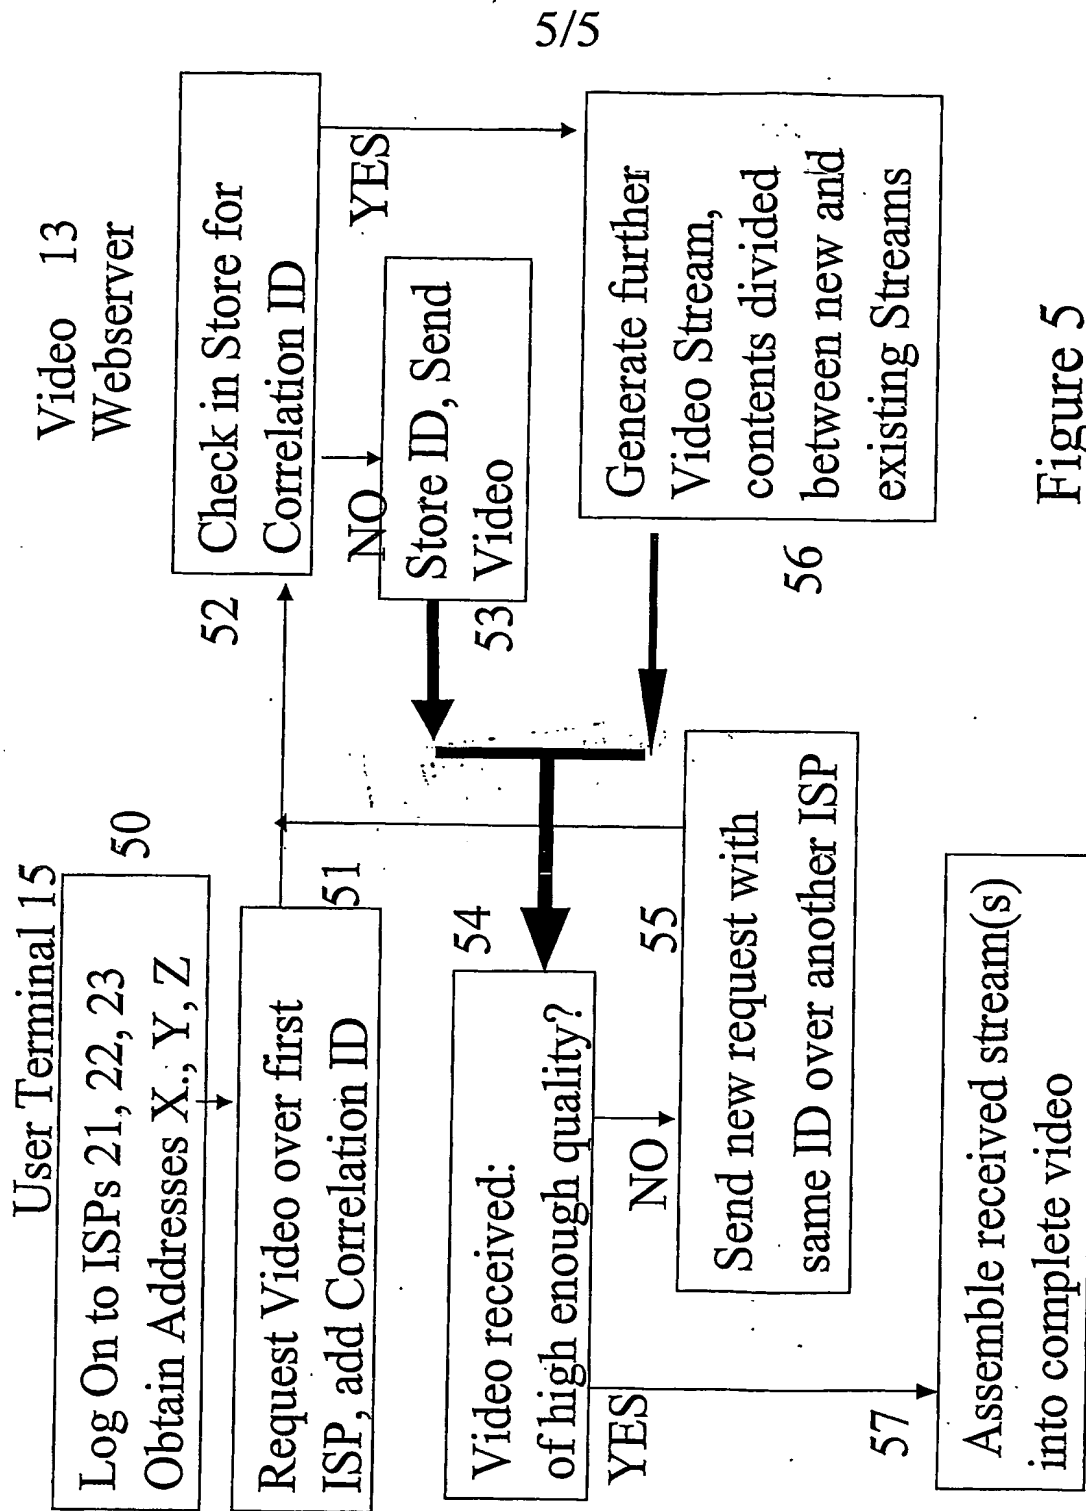 5/5
User Terminal 15
Video 13
Webserver
Log On to ISPs 21, 22, 23
Obtain Addresses X., Y, Z
50
Request Video over first
ISP, add Correlation ID
51
52
Check in Store for
Correlation ID
NO
YES
Store ID, Send
Video
53
54
Video received:
of high enough quality?
NO
55
Send new request with
same ID over another ISP
Generate further
Video Stream,
contents divided
between new and
existing Streams
56
YES
57
Assemble received stream(s)
into complete video
Figure 5